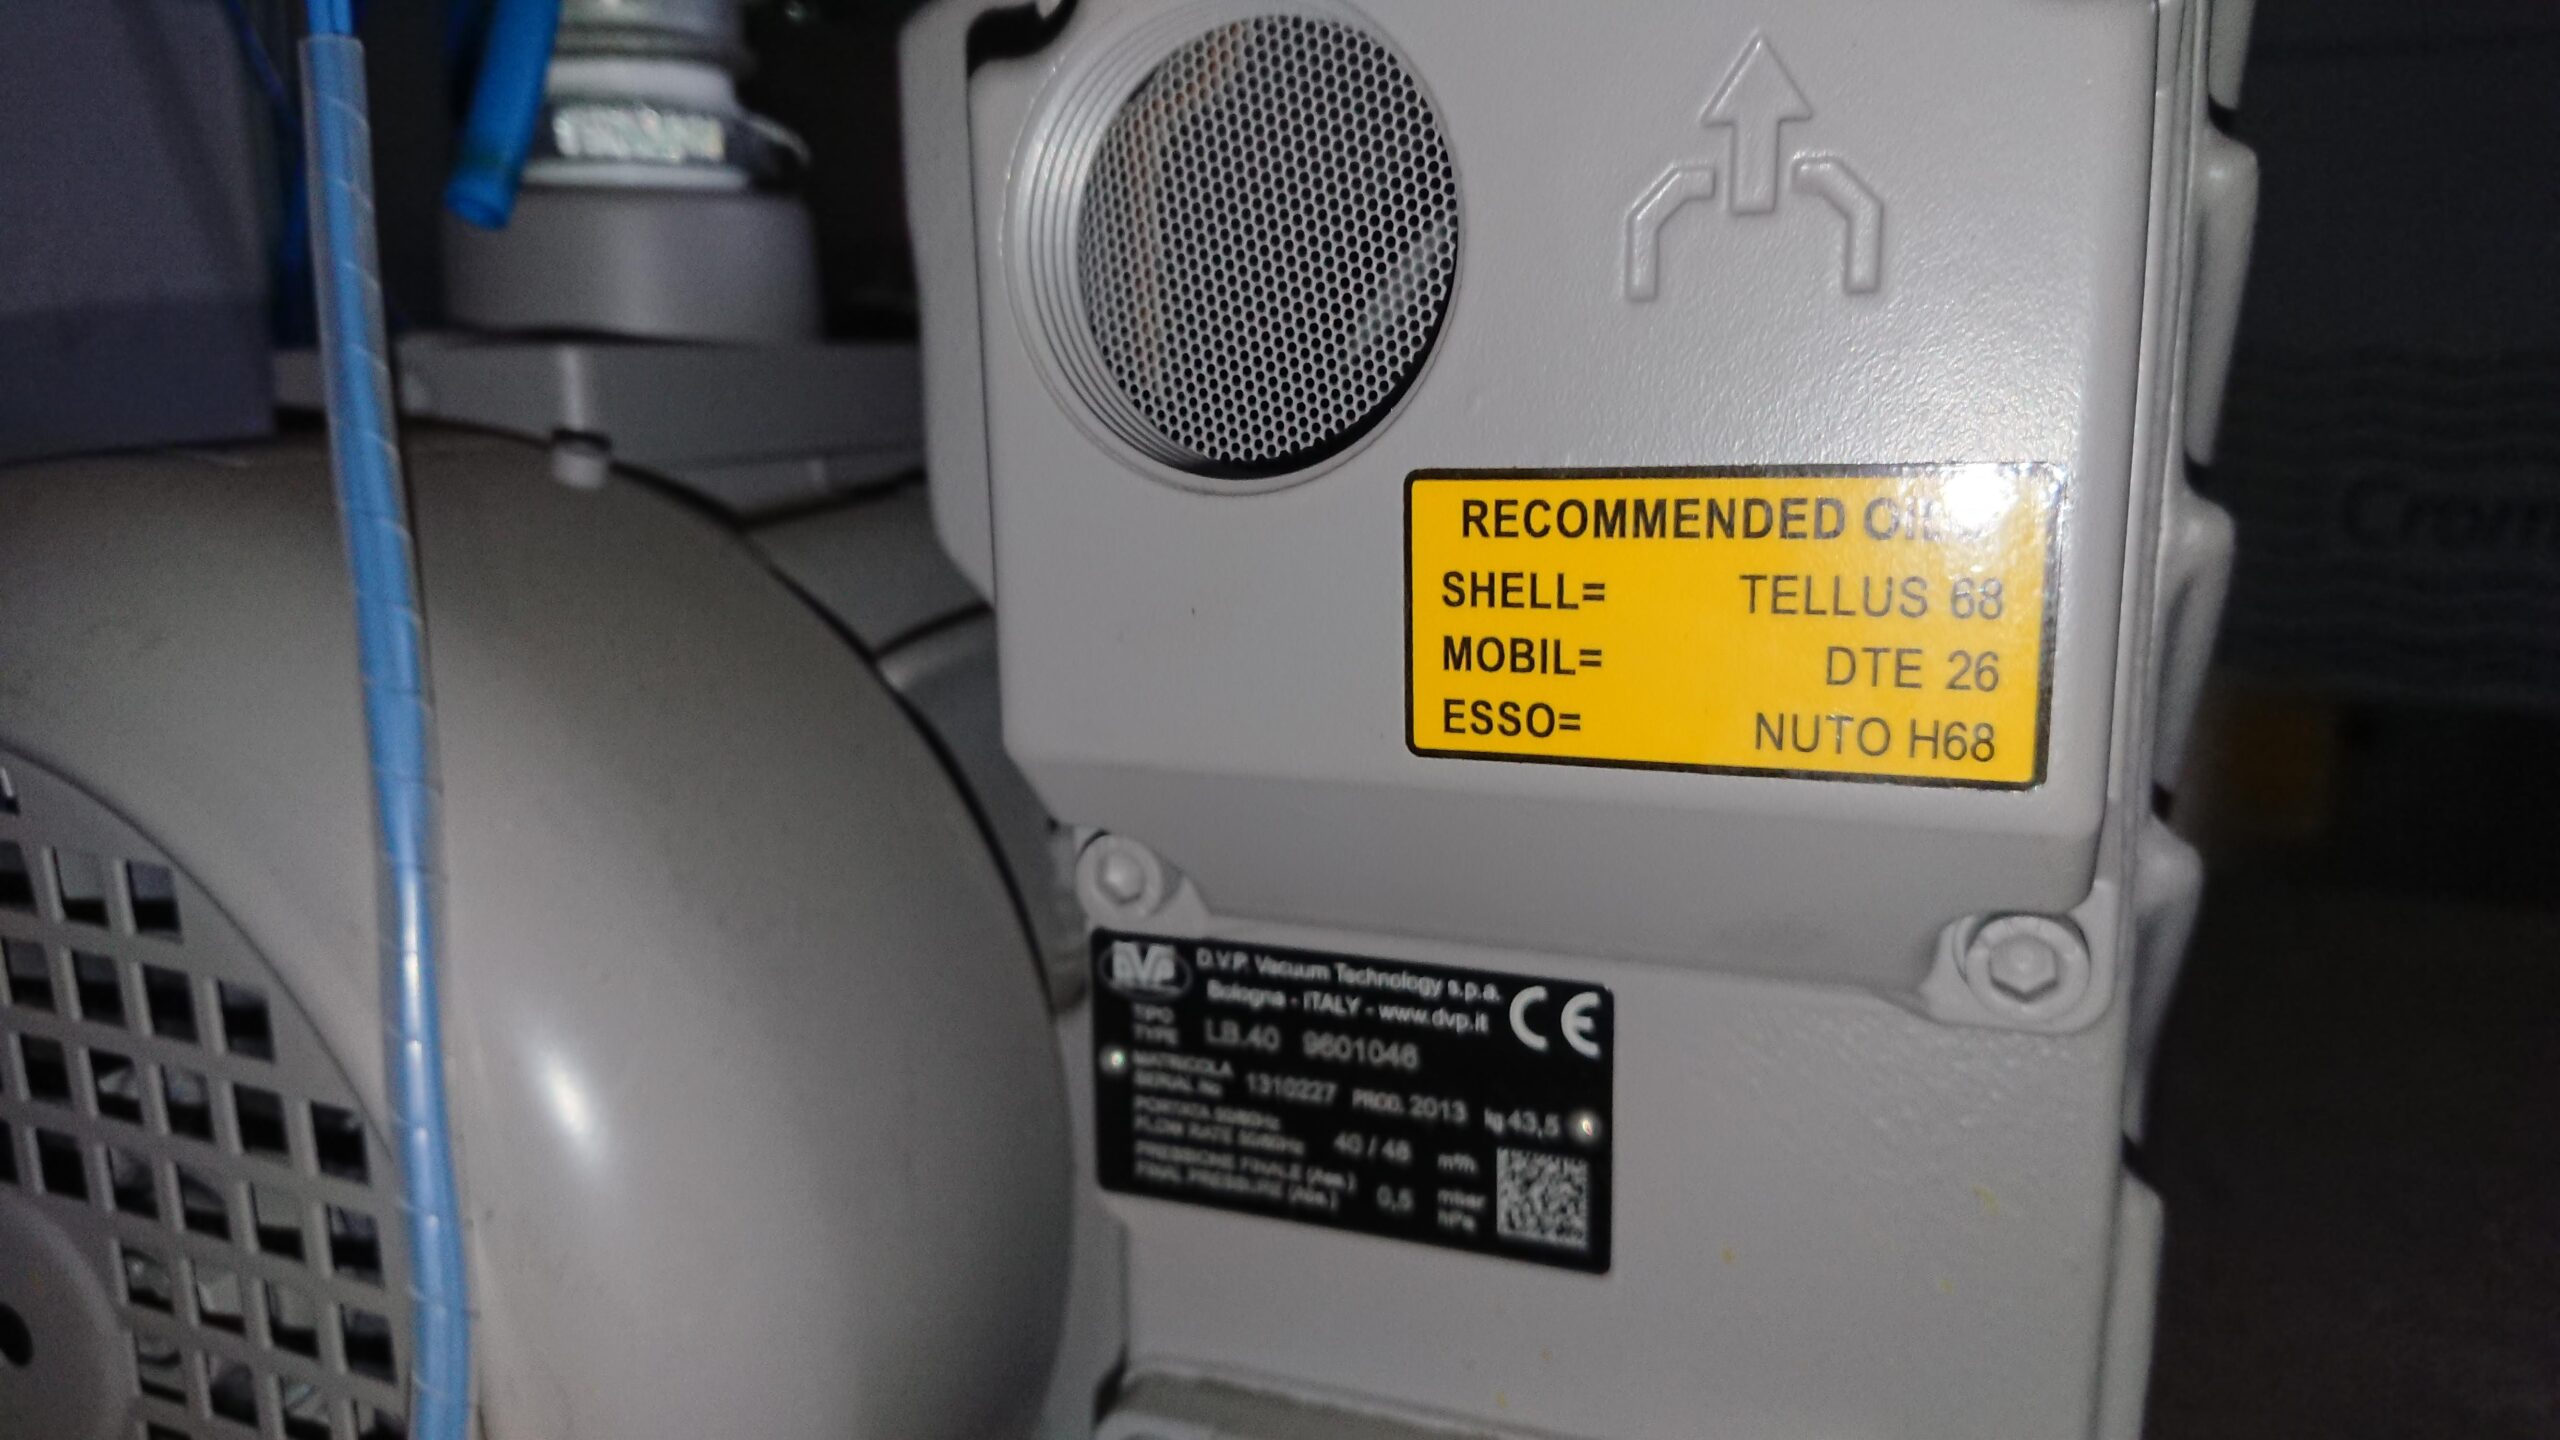 RECOMMENDED OILS
SHELL= TELLUS 68
MOBIL= DTE 26
ESSO= NUTO H68
DVP D.V.P. Vacuum Technology s.p.a.
Bologna - ITALY - www.dvp.it
CE
TIPO
TYPE LB.40 9601046
MATRICOLA
SERIAL No 1310227 PROD. 2013 kg 43,5
PORTATA 50/60Hz
FLOW RATE 50/60Hz 40 / 48 m³/h
PRESSIONE FINALE (Ass.)
FINAL PRESSURE (Abs.) 0,5 mbar
hPa